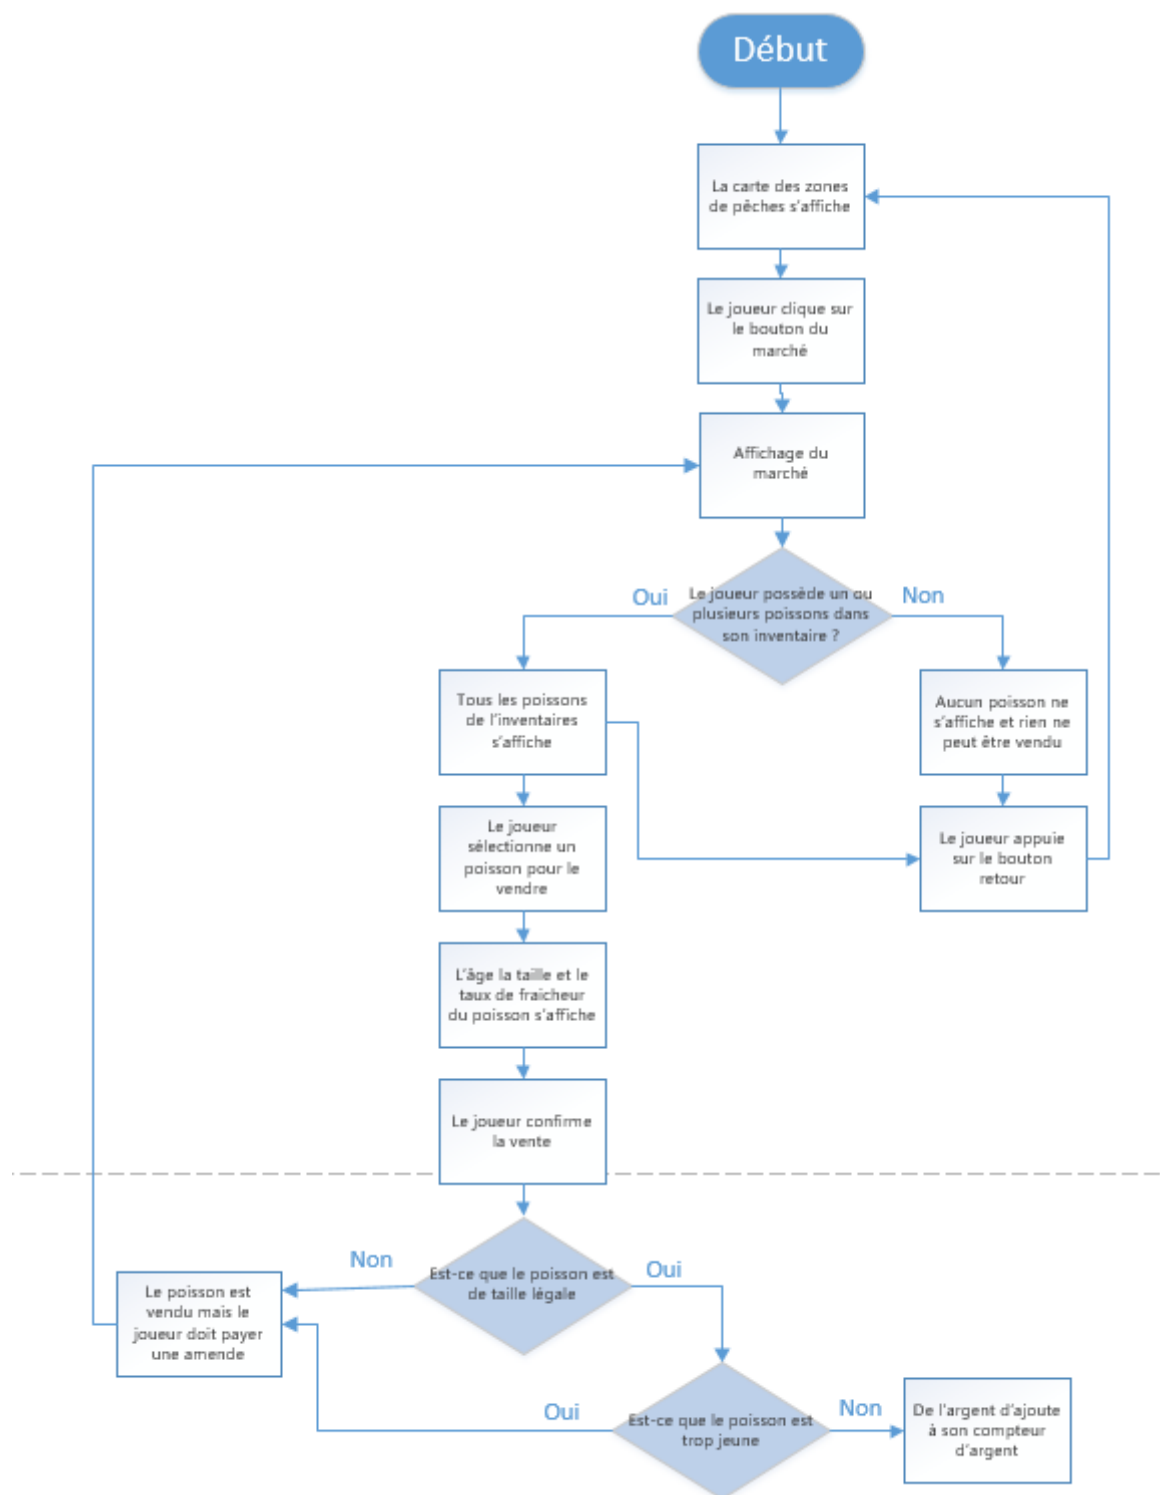 Début
La carte des zones
de pêches s'affiche
Le joueur clique sur
le bouton du
marché
Affichage du
marché
Le joueur possède un ou
plusieurs poissons dans
son inventaire ?
Oui
Non
Tous les poissons
de l'inventaires
s'affiche
Aucun poisson ne
s'affiche et rien ne
peut être vendu
Le joueur
sélectionne un
poisson pour le
vendre
Le joueur appuie
sur le bouton
retour
L'âge la taille et le
taux de fraicheur
du poisson s'affiche
Le joueur confirme
la vente
Est-ce que le poisson est
de taille légale
Non
Oui
Le poisson est
vendu mais le
joueur doit payer
une amende
Est-ce que le poisson est
trop jeune
Oui
Non
De l'argent d'ajoute
à son compteur
d'argent